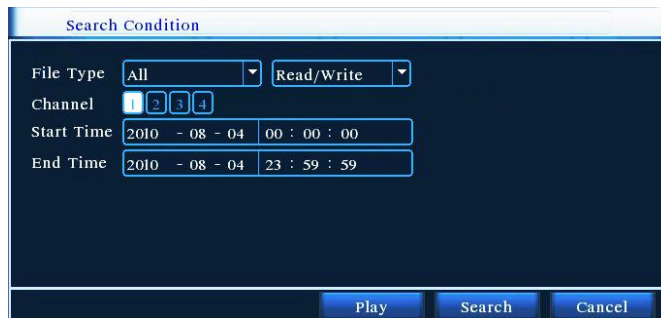 Search Condition
File Type All Read/Write
Channel 1 2 3 4
Start Time 2010 - 08 - 04 00 : 00 : 00
End Time 2010 - 08 - 04 23 : 59 : 59
Play Search Cancel